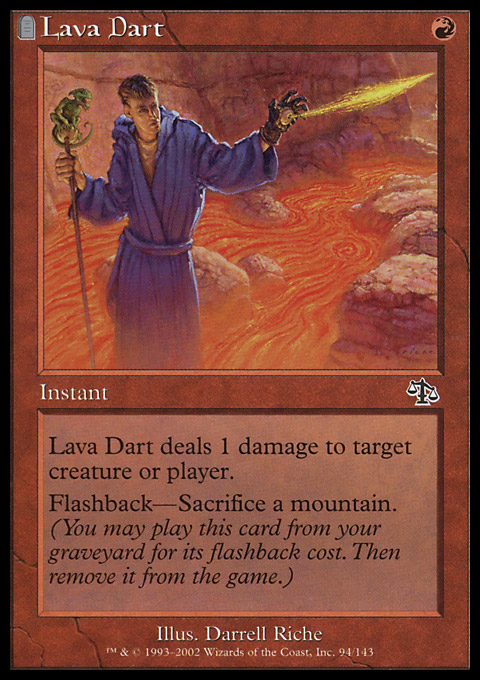 Lava Dart
Instant
Lava Dart deals 1 damage to target
creature or player.
Flashback—Sacrifice a mountain.
(You may play this card from your
graveyard for its flashback cost. Then
remove it from the game.)
Illus. Darrell Riche
™ & © 1993–2002 Wizards of the Coast, Inc. 94/143